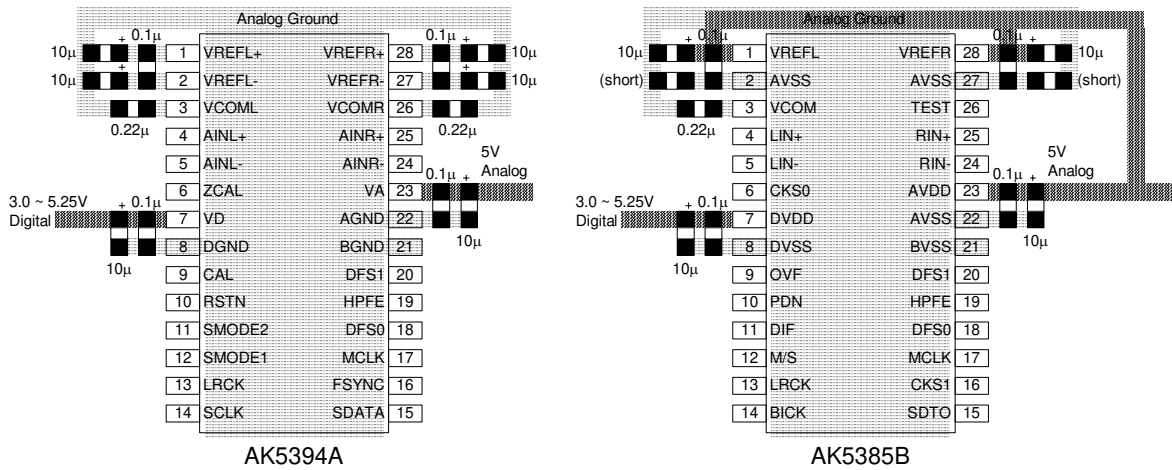 Analog Ground
0.1µ 0.1µ
10µ + 1 VREFL+ VREFR+ 28 + 10µ
10µ + 2 VREFL- VREFR- 27 + 10µ
3 VCOML VCOMR 26
0.22µ 0.22µ
4 AINL+ AINR+ 25
5 AINL- AINR- 24
5V
Analog
0.1µ +
6 ZCAL VA 23
3.0 ~ 5.25V
Digital
+ 0.1µ
7 VD AGND 22
8 DGND BGND 21
10µ 10µ
9 CAL DFS1 20
10 RSTN HPFE 19
11 SMODE2 DFS0 18
12 SMODE1 MCLK 17
13 LRCK FSYNC 16
14 SCLK SDATA 15
AK5394A
Analog Ground
0.1µ 0.1µ
10µ + 1 VREFL VREFR 28 + 10µ
(short) 2 AVSS AVSS 27 (short)
3 VCOM TEST 26
0.22µ
4 LIN+ RIN+ 25
5 LIN- RIN- 24
5V
Analog
0.1µ +
6 CKS0 AVDD 23
3.0 ~ 5.25V
Digital
+ 0.1µ
7 DVDD AVSS 22
8 DVSS BVSS 21
10µ 10µ
9 OVF DFS1 20
10 PDN HPFE 19
11 DIF DFS0 18
12 M/S MCLK 17
13 LRCK CKS1 16
14 BICK SDTO 15
AK5385B